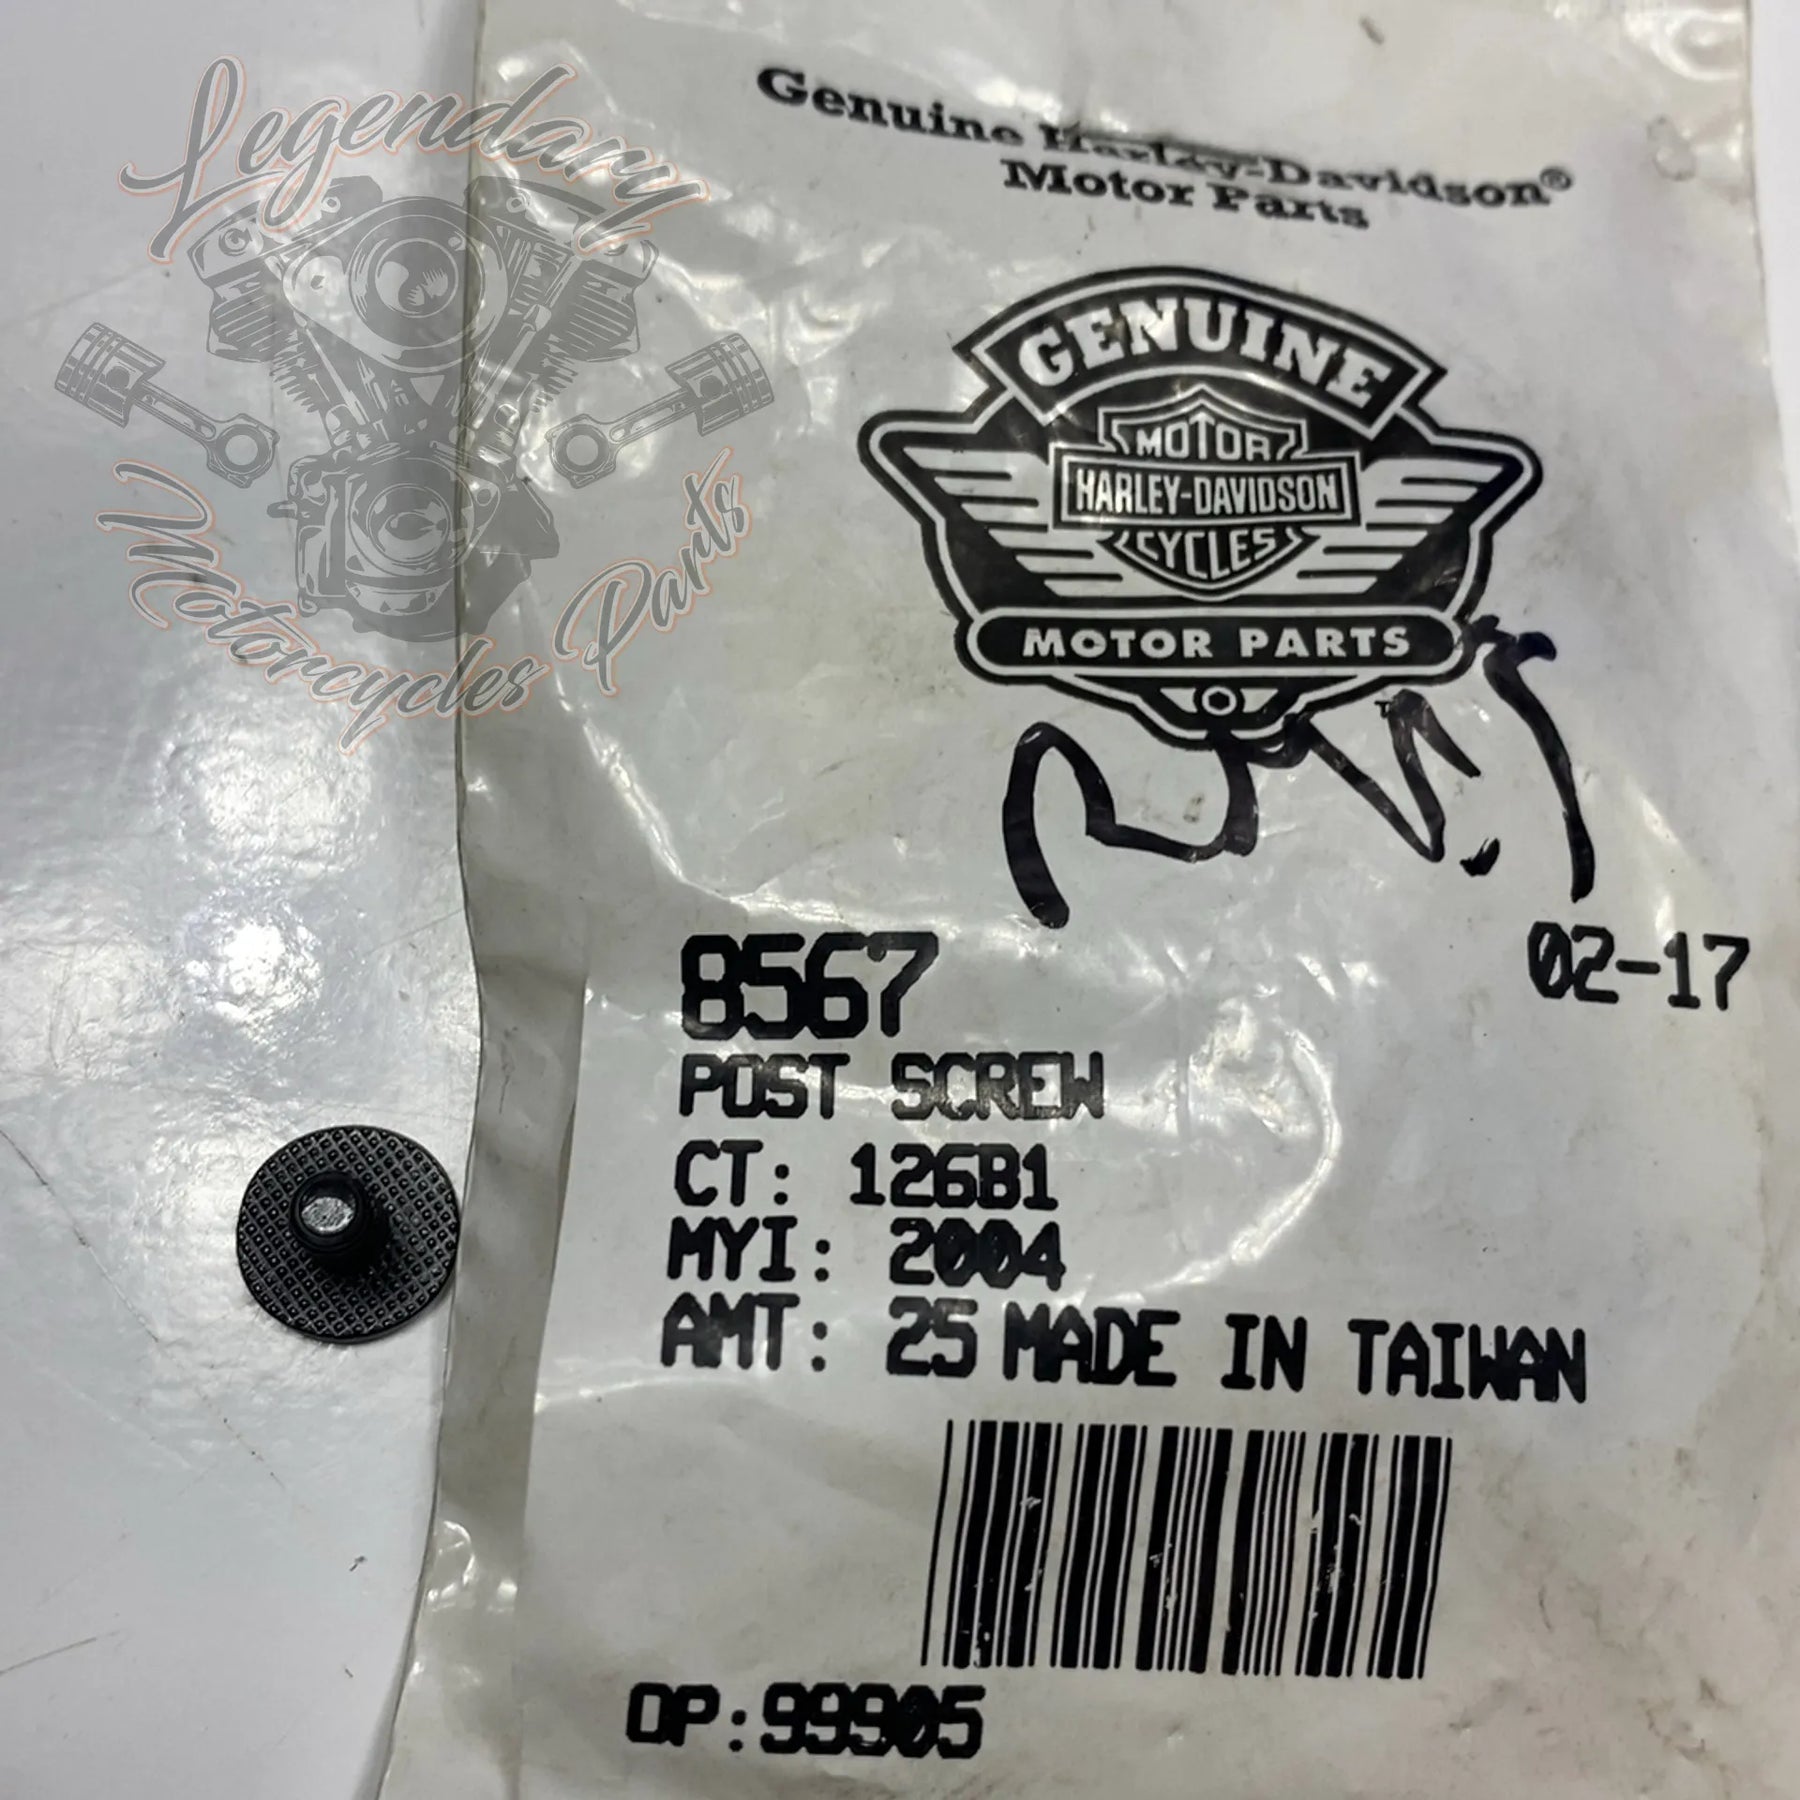 Legendary
Motorcycles Parts
Genuine Harley-Davidson®
Motor Parts
GENUINE
MOTOR
HARLEY-DAVIDSON
CYCLES
MOTOR PARTS
TM
02-17
8567
POST SCREW
CT: 126B1
MYI: 2004
AMT: 25 MADE IN TAIWAN
OP:99905